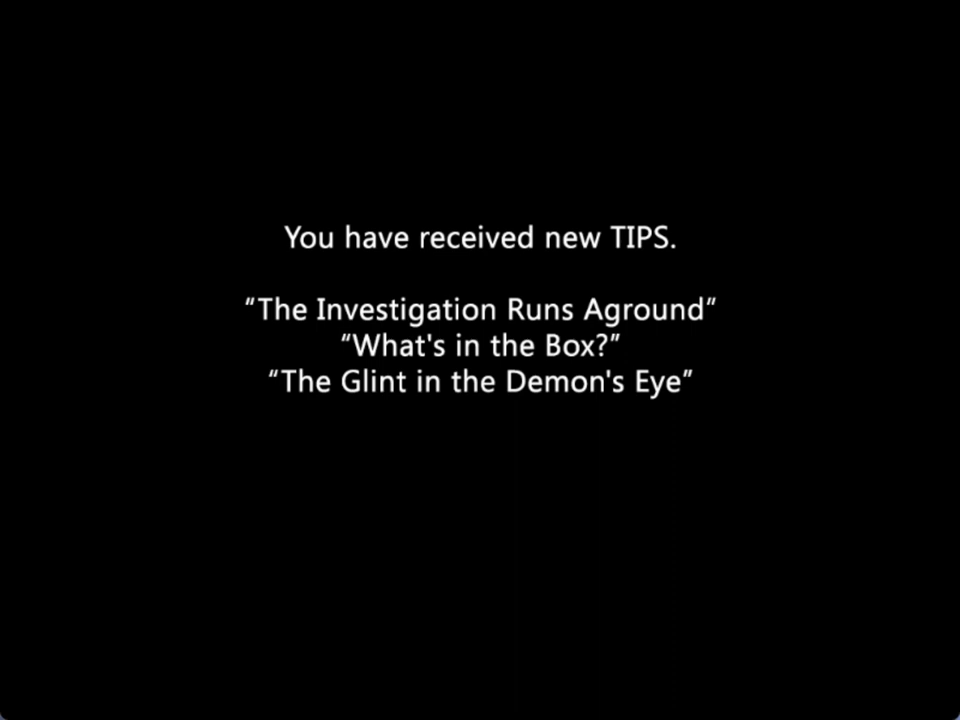 You have received new TIPS.
“The Investigation Runs Aground”
“What's in the Box?”
“The Glint in the Demon's Eye”